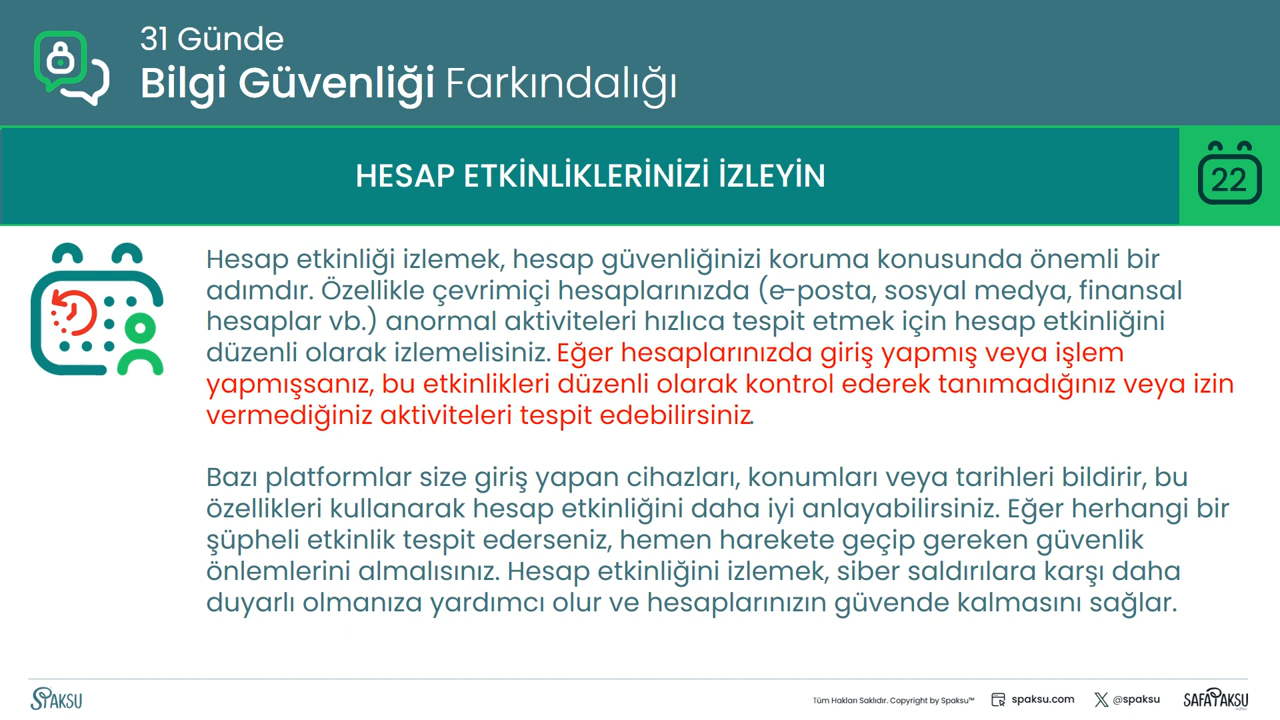 31 Günde
Bilgi Güvenliği Farkındalığı
HESAP ETKİNLİKLERİNİZİ İZLEYİN
22
Hesap etkinliği izlemek, hesap güvenliğinizi koruma konusunda önemli bir
adımdır. Özellikle çevrimiçi hesaplarınızda (e-posta, sosyal medya, finansal
hesaplar vb.) anormal aktiviteleri hızlıca tespit etmek için hesap etkinliğini
düzenli olarak izlemelisiniz. Eğer hesaplarınızda giriş yapmış veya işlem
yapmışsanız, bu etkinlikleri düzenli olarak kontrol ederek tanımadığınız veya izin
vermediğiniz aktiviteleri tespit edebilirsiniz.
Bazı platformlar size giriş yapan cihazları, konumları veya tarihleri bildirir, bu
özellikleri kullanarak hesap etkinliğini daha iyi anlayabilirsiniz. Eğer herhangi bir
şüpheli etkinlik tespit ederseniz, hemen harekete geçip gereken güvenlik
önlemlerini almalısınız. Hesap etkinliğini izlemek, siber saldırılara karşı daha
duyarlı olmanıza yardımcı olur ve hesaplarınızın güvende kalmasını sağlar.
SPAKSU
Tüm Hakları Saklıdır. Copyright by Spaksu™
spaksu.com
@spaksu
SAFAPAKSU